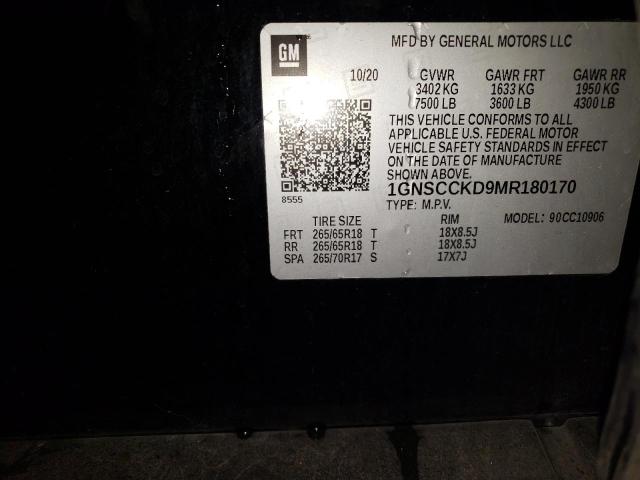 GM
MFD BY GENERAL MOTORS LLC
10/20 GVWR GAWR FRT GAWR RR
3402 KG 1633 KG 1950 KG
7500 LB 3600 LB 4300 LB
THIS VEHICLE CONFORMS TO ALL
APPLICABLE U.S. FEDERAL MOTOR
VEHICLE SAFETY STANDARDS IN EFFECT
ON THE DATE OF MANUFACTURE
SHOWN ABOVE.
8555
1GNSCCKD9MR180170
TYPE: M.P.V.
TIRE SIZE RIM MODEL: 90CC10906
FRT 265/65R18 T 18X8.5J
RR 265/65R18 T 18X8.5J
SPA 265/70R17 S 17X7J